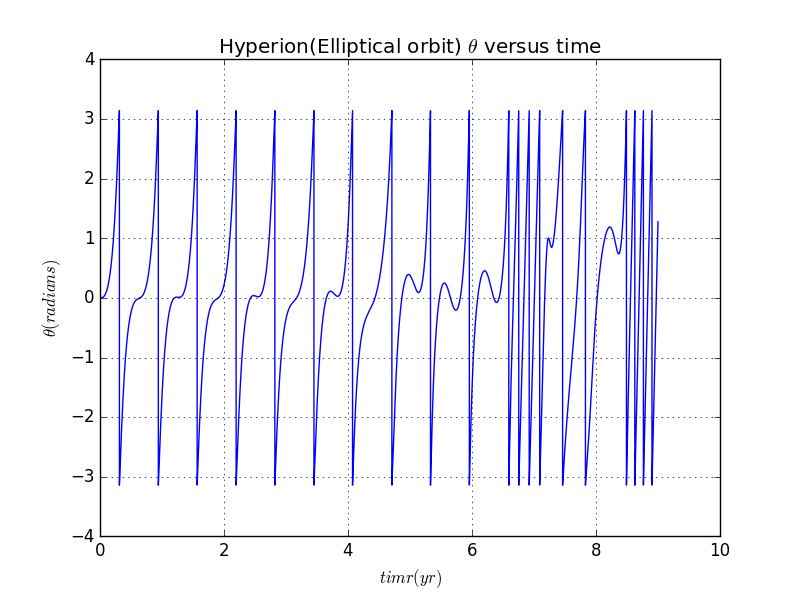 Hyperion(Elliptical orbit) θ versus time
4
3
2
1
0
−1
−2
−3
−4
θ(radians)
0 2 4 6 8 10
timr(yr)